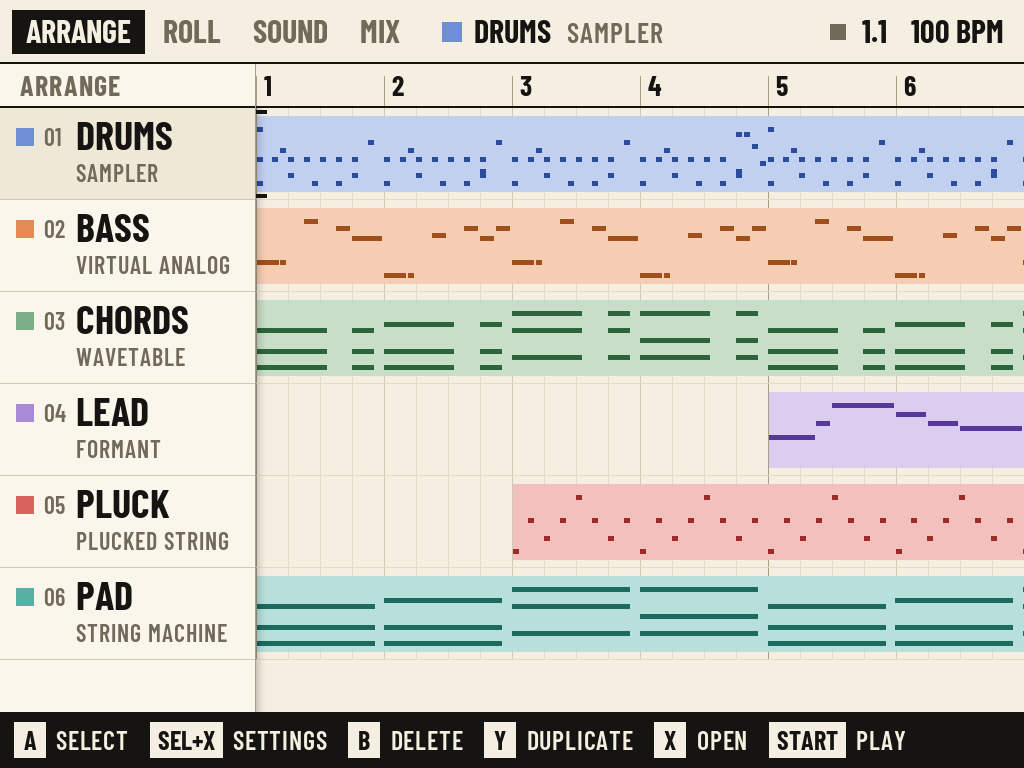 ARRANGE ROLL SOUND MIX DRUMS SAMPLER 1.1 100 BPM
ARRANGE 1 2 3 4 5 6
01 DRUMS
SAMPLER
02 BASS
VIRTUAL ANALOG
03 CHORDS
WAVETABLE
04 LEAD
FORMANT
05 PLUCK
PLUCKED STRING
06 PAD
STRING MACHINE
A SELECT SEL+X SETTINGS B DELETE Y DUPLICATE X OPEN START PLAY